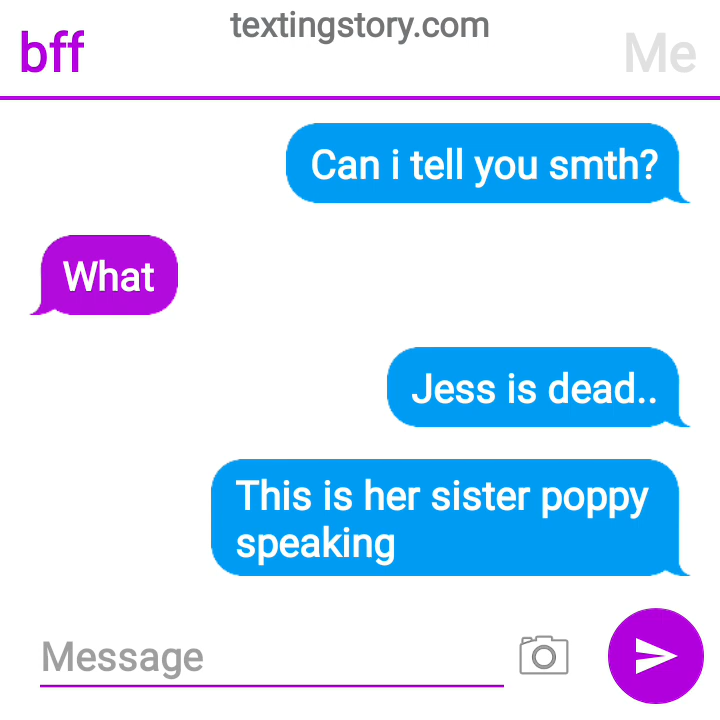 textingstory.com
bff
Me
Can i tell you smth?
What
Jess is dead..
This is her sister poppy
speaking
Message